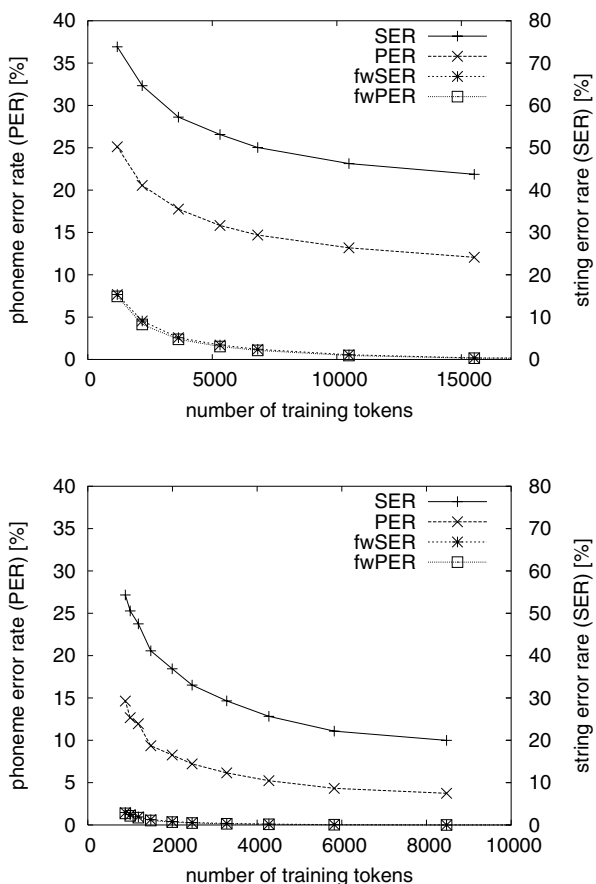 40
35
30
25
20
15
10
5
0
phoneme error rate (PER) [%]
SER
PER
fwSER
fwPER
80
70
60
50
40
30
20
10
0
string error rare (SER) [%]
0 5000 10000 15000
number of training tokens
40
35
30
25
20
15
10
5
0
phoneme error rate (PER) [%]
SER
PER
fwSER
fwPER
80
70
60
50
40
30
20
10
0
string error rare (SER) [%]
0 2000 4000 6000 8000 10000
number of training tokens